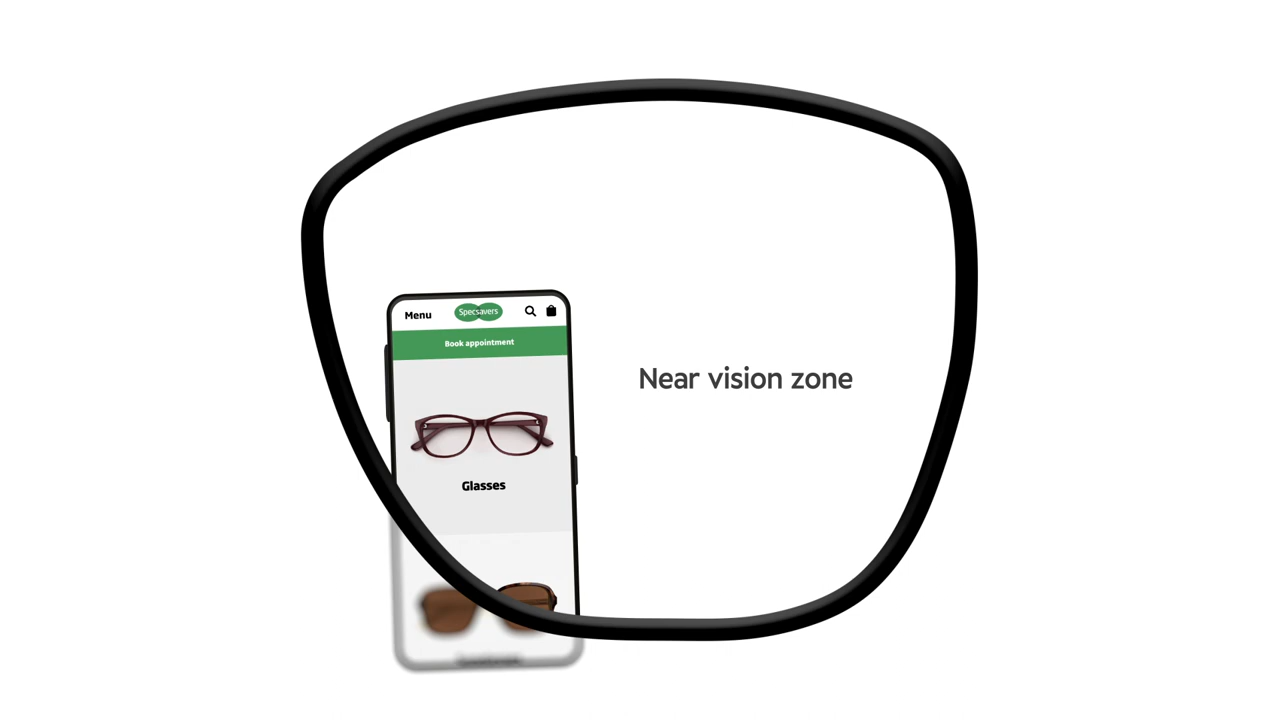 Menu
Specsavers
Book appointment
Near vision zone
Glasses